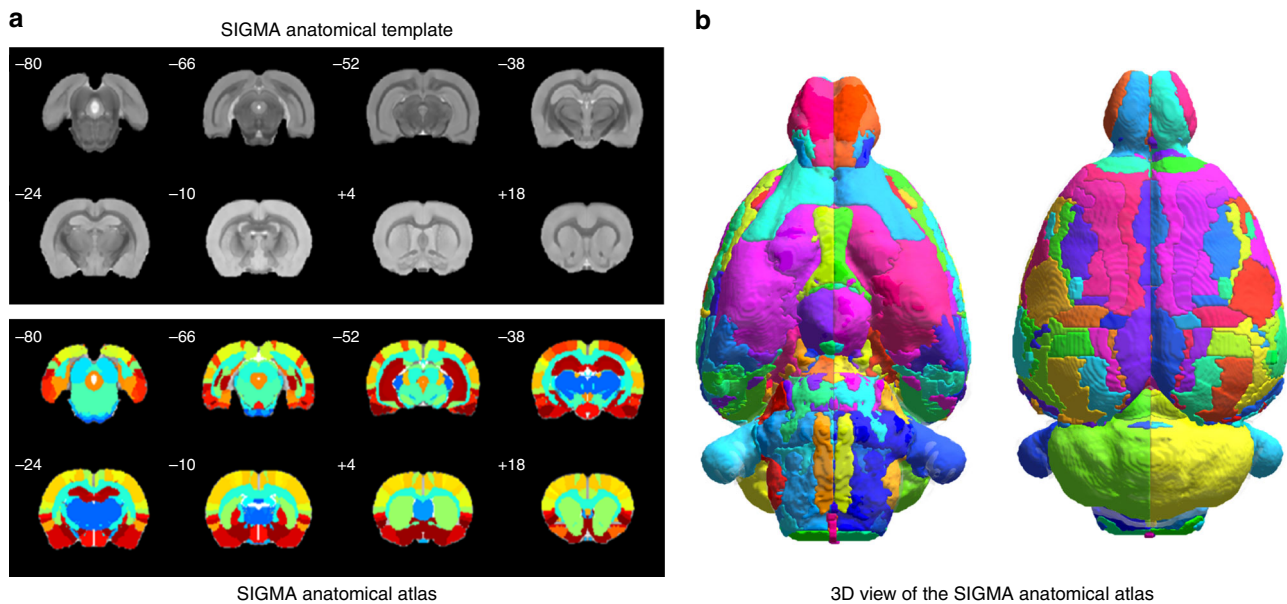 a
SIGMA anatomical template
–80 –66 –52 –38
–24 –10 +4 +18
–80 –66 –52 –38
–24 –10 +4 +18
SIGMA anatomical atlas
b
3D view of the SIGMA anatomical atlas